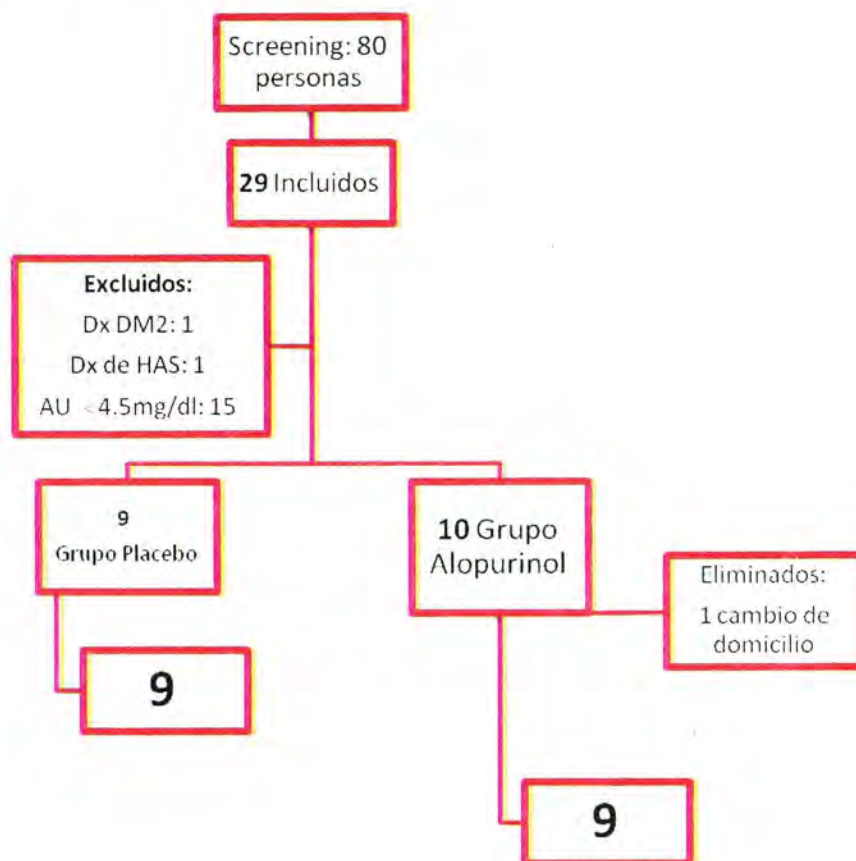 Screening: 80
personas
29 Incluidos
Excluidos:
Dx DM2: 1
Dx de HAS: 1
AU <4.5mg/dl: 15
9
Grupo Placebo
10 Grupo
Alopurinol
Eliminados:
1 cambio de
domicilio
9
9